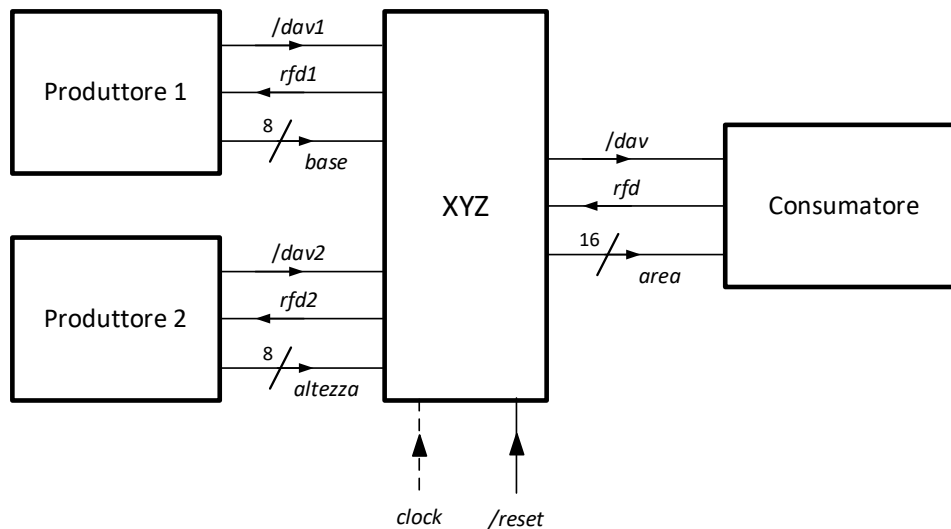 /dav1
rfd1
Produttore 1
8
base
/dav
rfd
XYZ
Consumatore
16
area
/dav2
rfd2
Produttore 2
8
altezza
clock
/reset